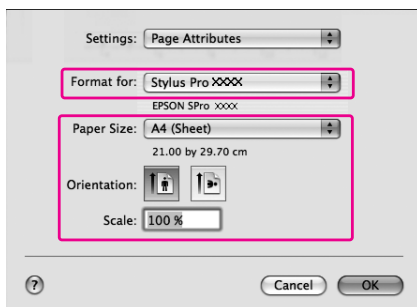 Settings: Page Attributes
Format for: Stylus Pro XXXX
EPSON SPro XXXX
Paper Size: A4 (Sheet)
21.00 by 29.70 cm
Orientation:
Scale: 100 %
? Cancel OK